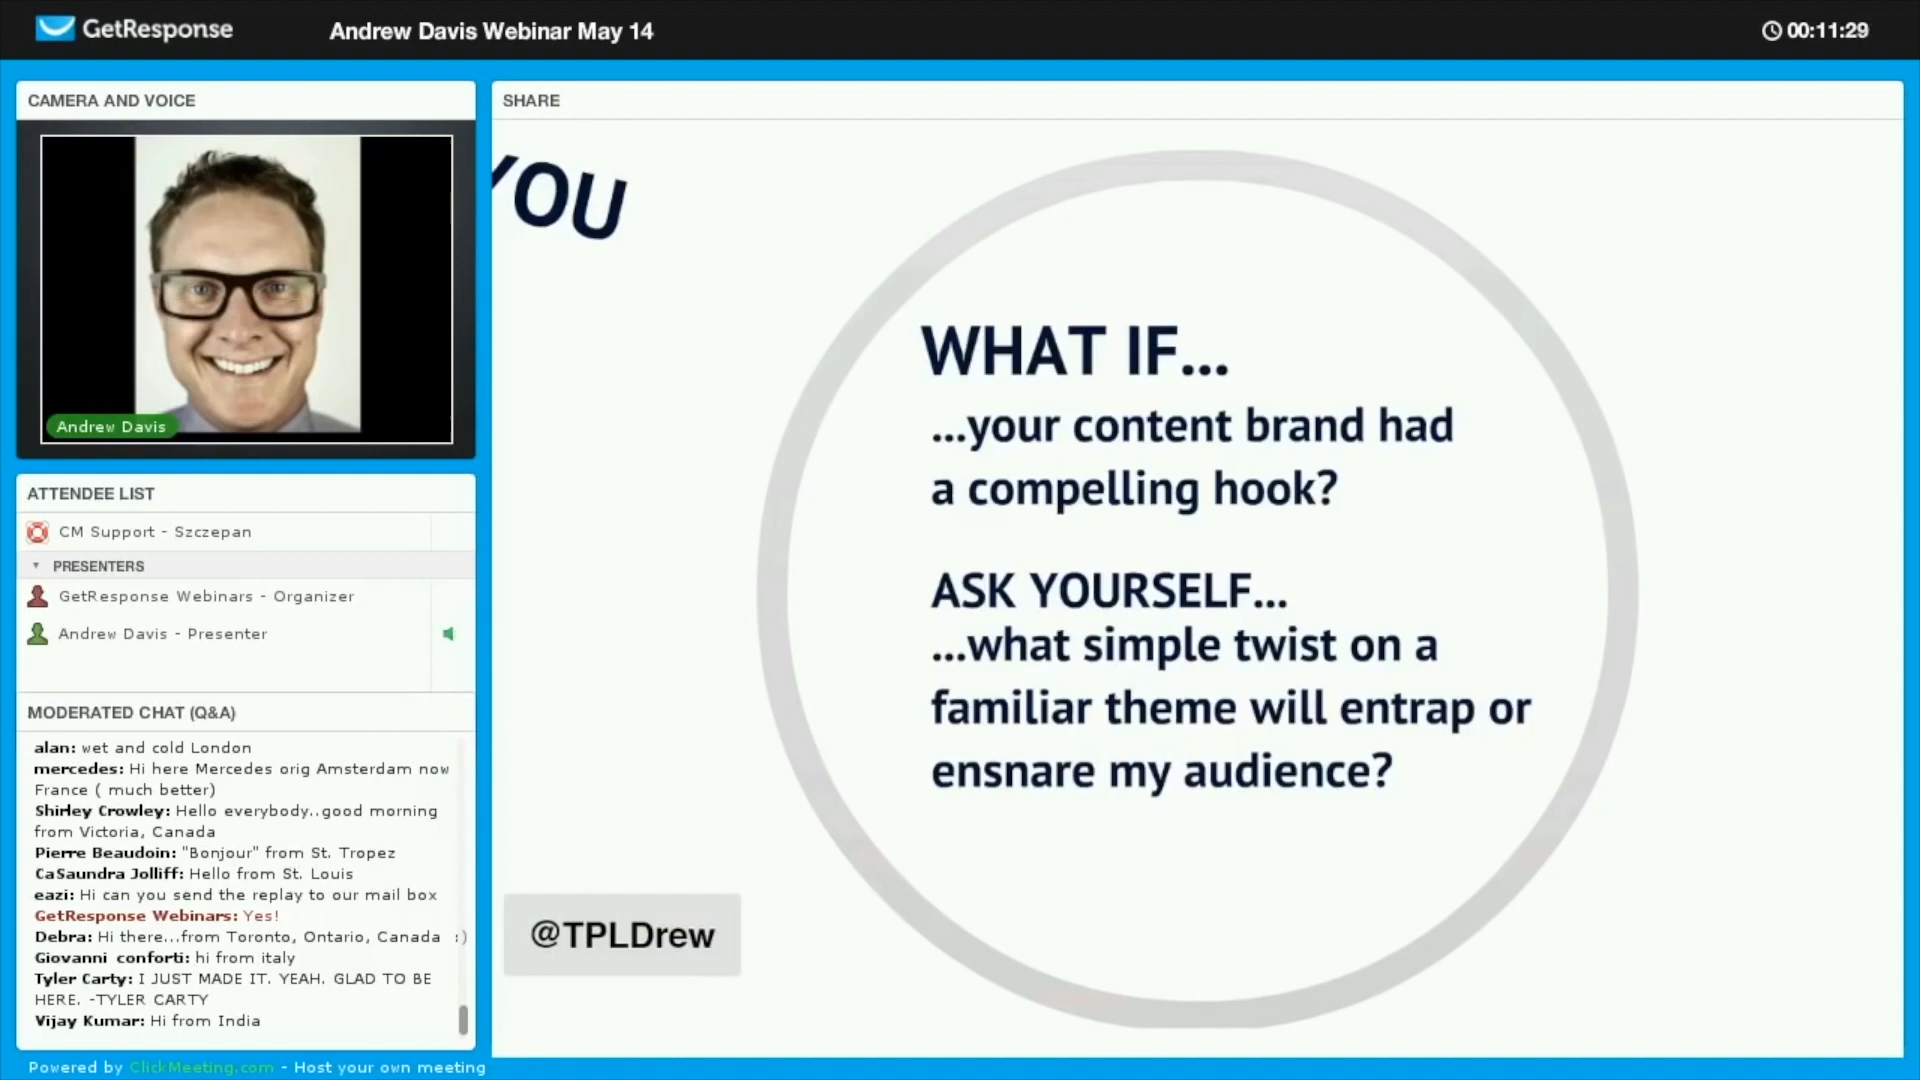 GetResponse
Andrew Davis Webinar May 14
00:11:29
CAMERA AND VOICE
Andrew Davis
ATTENDEE LIST
CM Support - Szczepan
PRESENTERS
GetResponse Webinars - Organizer
Andrew Davis - Presenter
MODERATED CHAT (Q&A)
alan: wet and cold London
mercedes: Hi here Mercedes orig Amsterdam now
France ( much better)
Shirley Crowley: Hello everybody..good morning
from Victoria, Canada
Pierre Beaudoin: "Bonjour" from St. Tropez
CaSaundra Jolliff: Hello from St. Louis
eazi: Hi can you send the replay to our mail box
GetResponse Webinars: Yes!
Debra: Hi there...from Toronto, Ontario, Canada :)
Giovanni conforti: hi from italy
Tyler Carty: I JUST MADE IT. YEAH. GLAD TO BE
HERE. -TYLER CARTY
Vijay Kumar: Hi from India
Powered by ClickMeeting.com - Host your own meeting
SHARE
YOU
WHAT IF...
...your content brand had
a compelling hook?
ASK YOURSELF...
...what simple twist on a
familiar theme will entrap or
ensnare my audience?
@TPLDrew